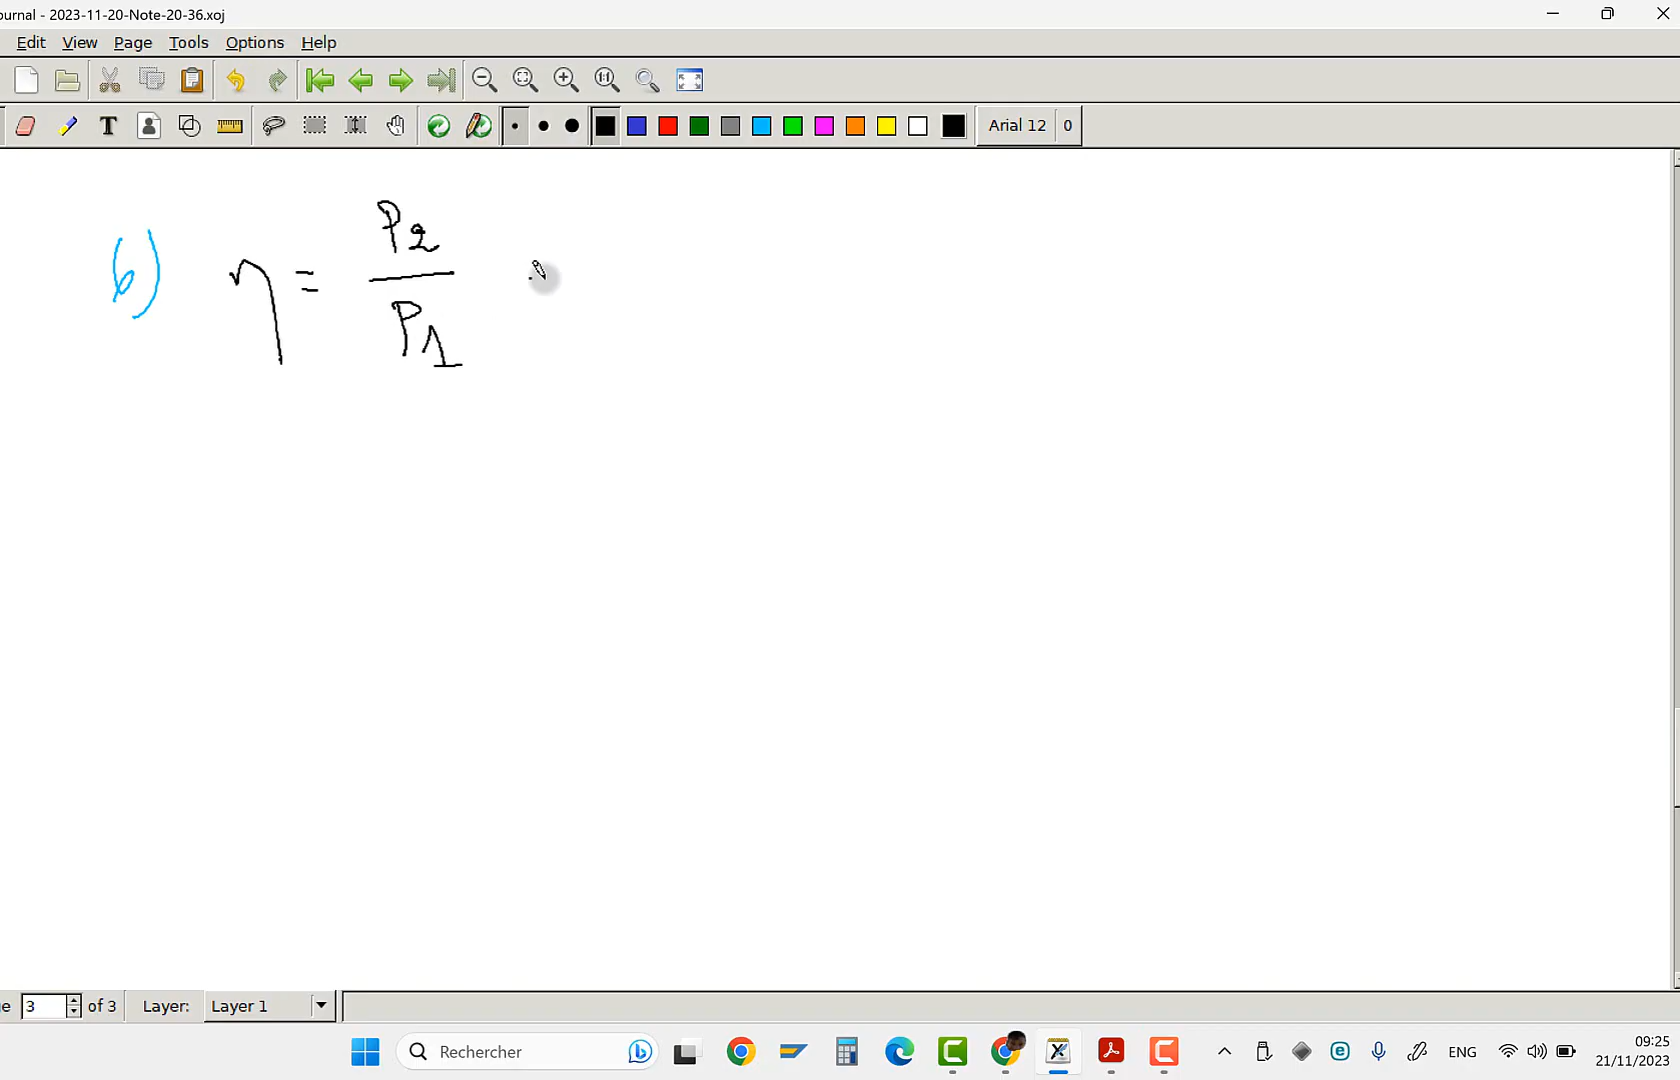 ournal - 2023-11-20-Note-20-36.xoj
Edit View Page Tools Options Help
Arial 12 0
b) η = P2 / P1
e 3 of 3 Layer: Layer 1
Rechercher
ENG
09:25
21/11/2023